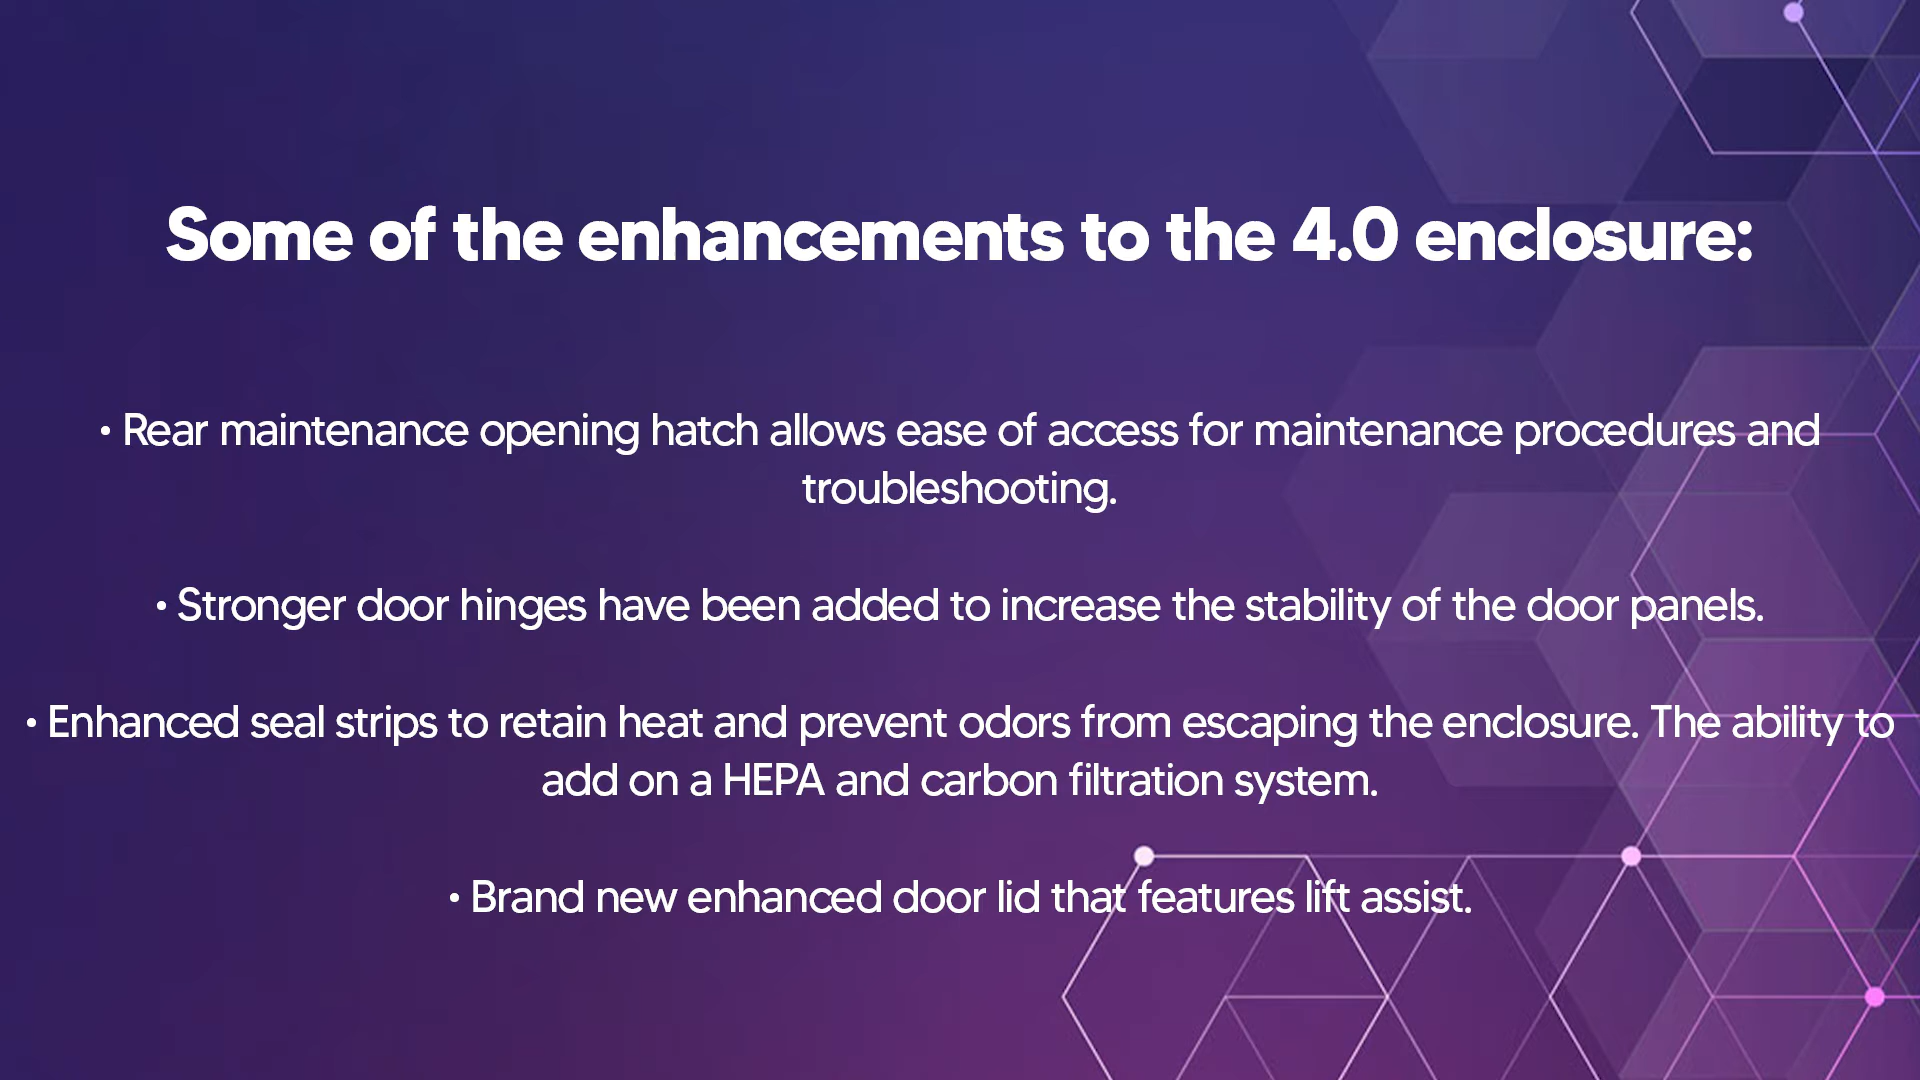 Some of the enhancements to the 4.0 enclosure:
• Rear maintenance opening hatch allows ease of access for maintenance procedures and
troubleshooting.
• Stronger door hinges have been added to increase the stability of the door panels.
• Enhanced seal strips to retain heat and prevent odors from escaping the enclosure. The ability to
add on a HEPA and carbon filtration system.
• Brand new enhanced door lid that features lift assist.